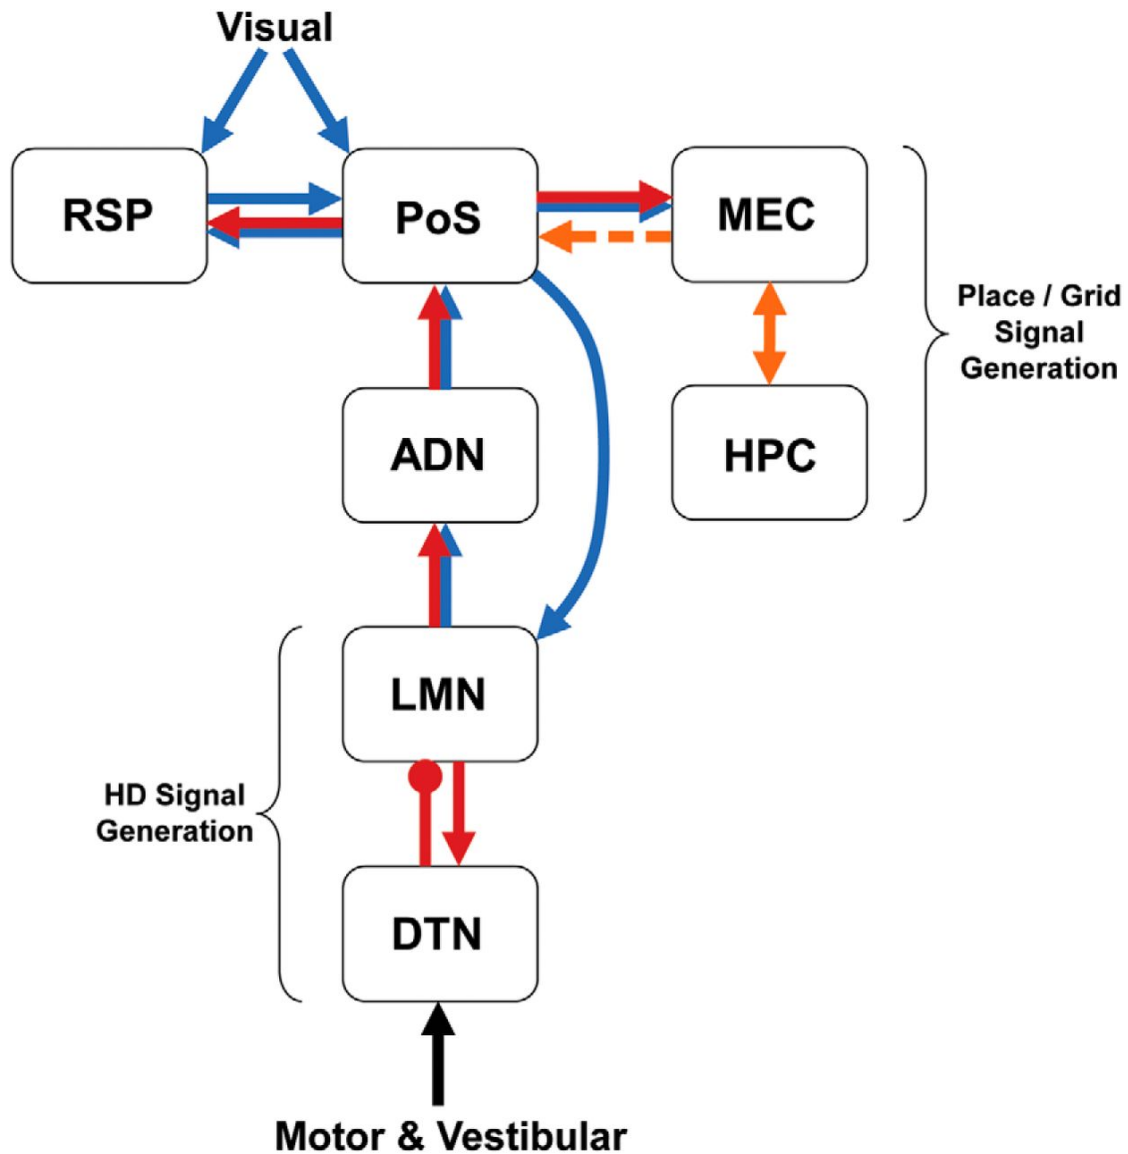 Visual
RSP
PoS
MEC
Place / Grid
Signal
Generation
ADN
HPC
LMN
HD Signal
Generation
DTN
Motor & Vestibular